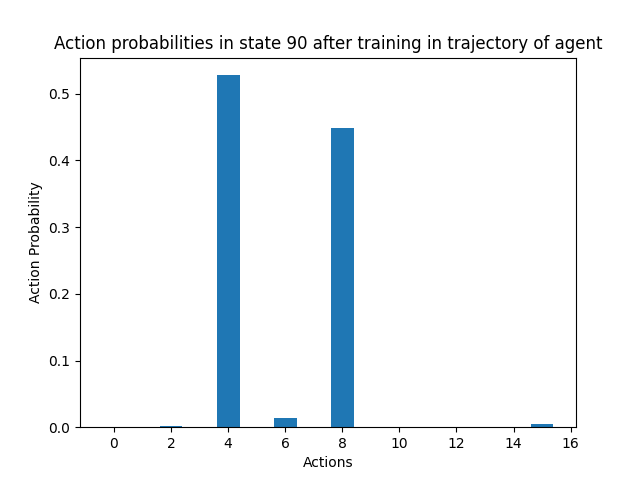 Action probabilities in state 90 after training in trajectory of agent
Action Probability
0.5
0.4
0.3
0.2
0.1
0.0
0 2 4 6 8 10 12 14 16
Actions